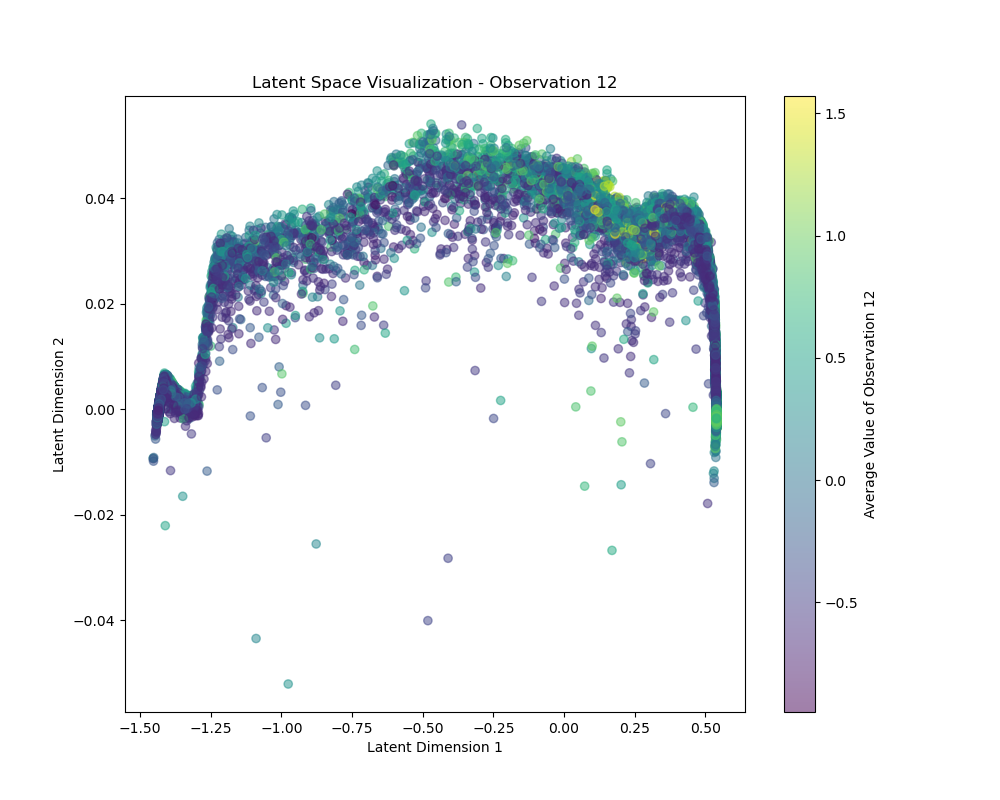 Latent Space Visualization - Observation 12
Latent Dimension 2
0.04
0.02
0.00
−0.02
−0.04
−1.50 −1.25 −1.00 −0.75 −0.50 −0.25 0.00 0.25 0.50
Latent Dimension 1
1.5
1.0
0.5
0.0
−0.5
Average Value of Observation 12